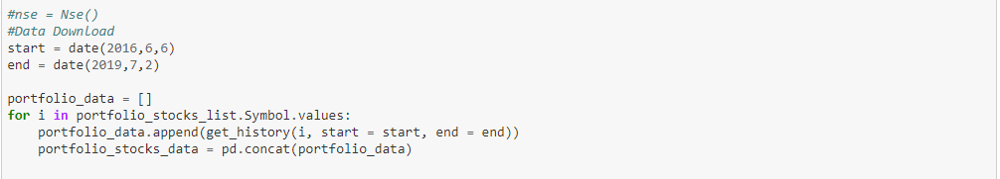 #nse = Nse()
#Data Download
start = date(2016,6,6)
end = date(2019,7,2)
portfolio_data = []
for i in portfolio_stocks_list.Symbol.values:
    portfolio_data.append(get_history(i, start = start, end = end))
    portfolio_stocks_data = pd.concat(portfolio_data)